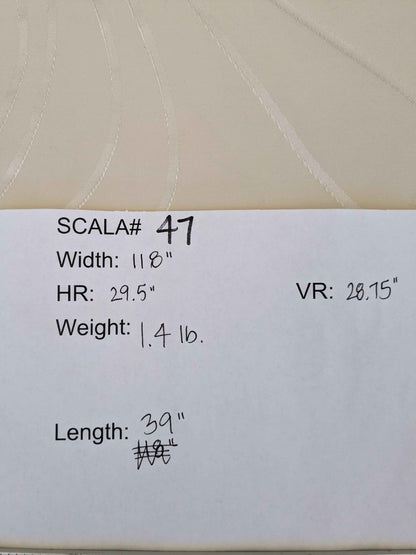 SCALA# 47
Width: 118"
HR: 29.5" VR: 28.75"
Weight: 1.4 lb.
Length: 39"